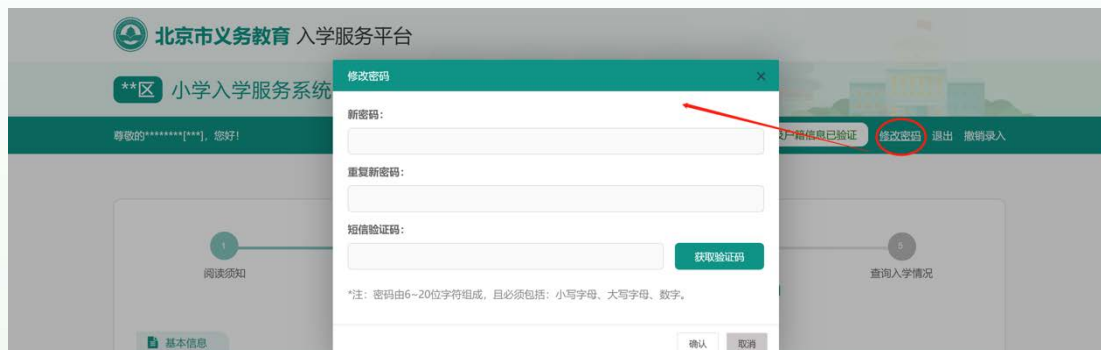 北京市义务教育 入学服务平台
**区 小学入学服务系统
修改密码 ×
新密码：
尊敬的********[***]，您好!
户籍信息已验证 修改密码 退出 撤销录入
重复新密码：
短信验证码：
获取验证码
1
阅读须知
5
查询入学情况
*注：密码由6~20位字符组成，且必须包括：小写字母、大写字母、数字。
基本信息
确认 取消